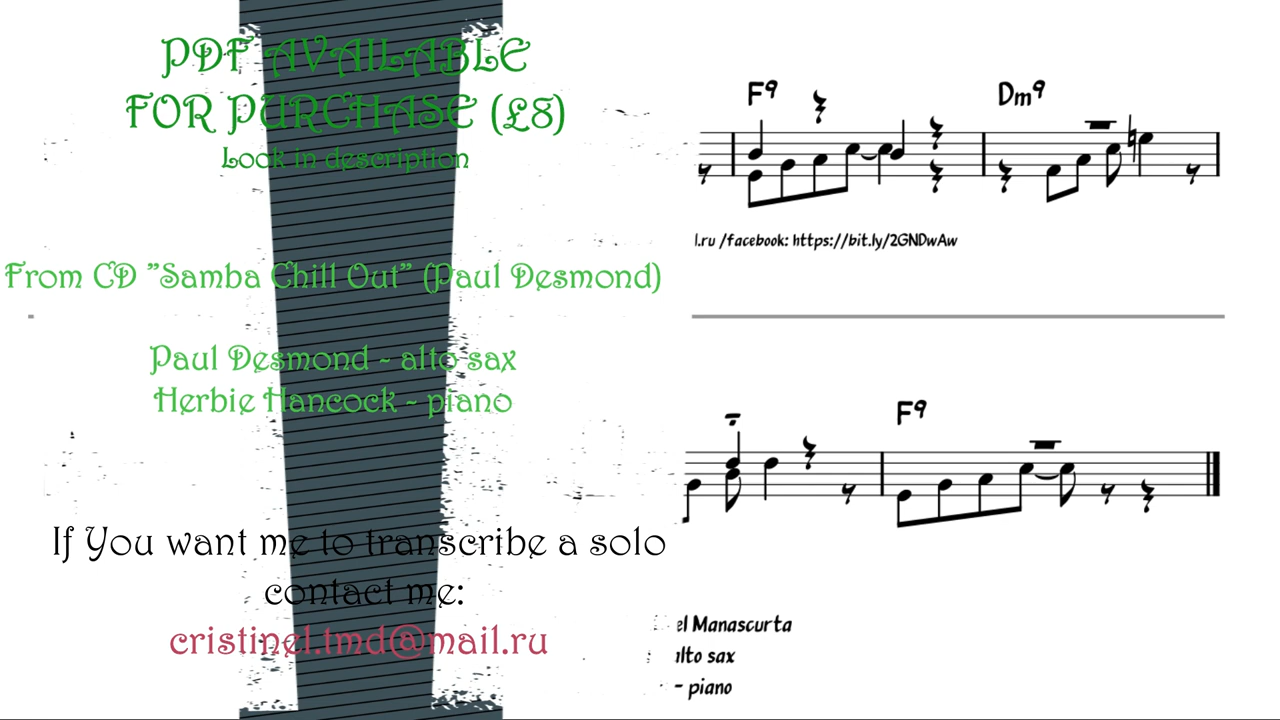 PDF AVAILABLE
FOR PURCHASE (£8)
Look in description
From CD "Samba Chill Out" (Paul Desmond)
Paul Desmond - alto sax
Herbie Hancock - piano
If You want me to transcribe a solo
contact me:
cristinel.tmd@mail.ru
F9
Dm9
l.ru /facebook: https://bit.ly/2GNDwAw
F9
el Manascurta
alto sax
- piano